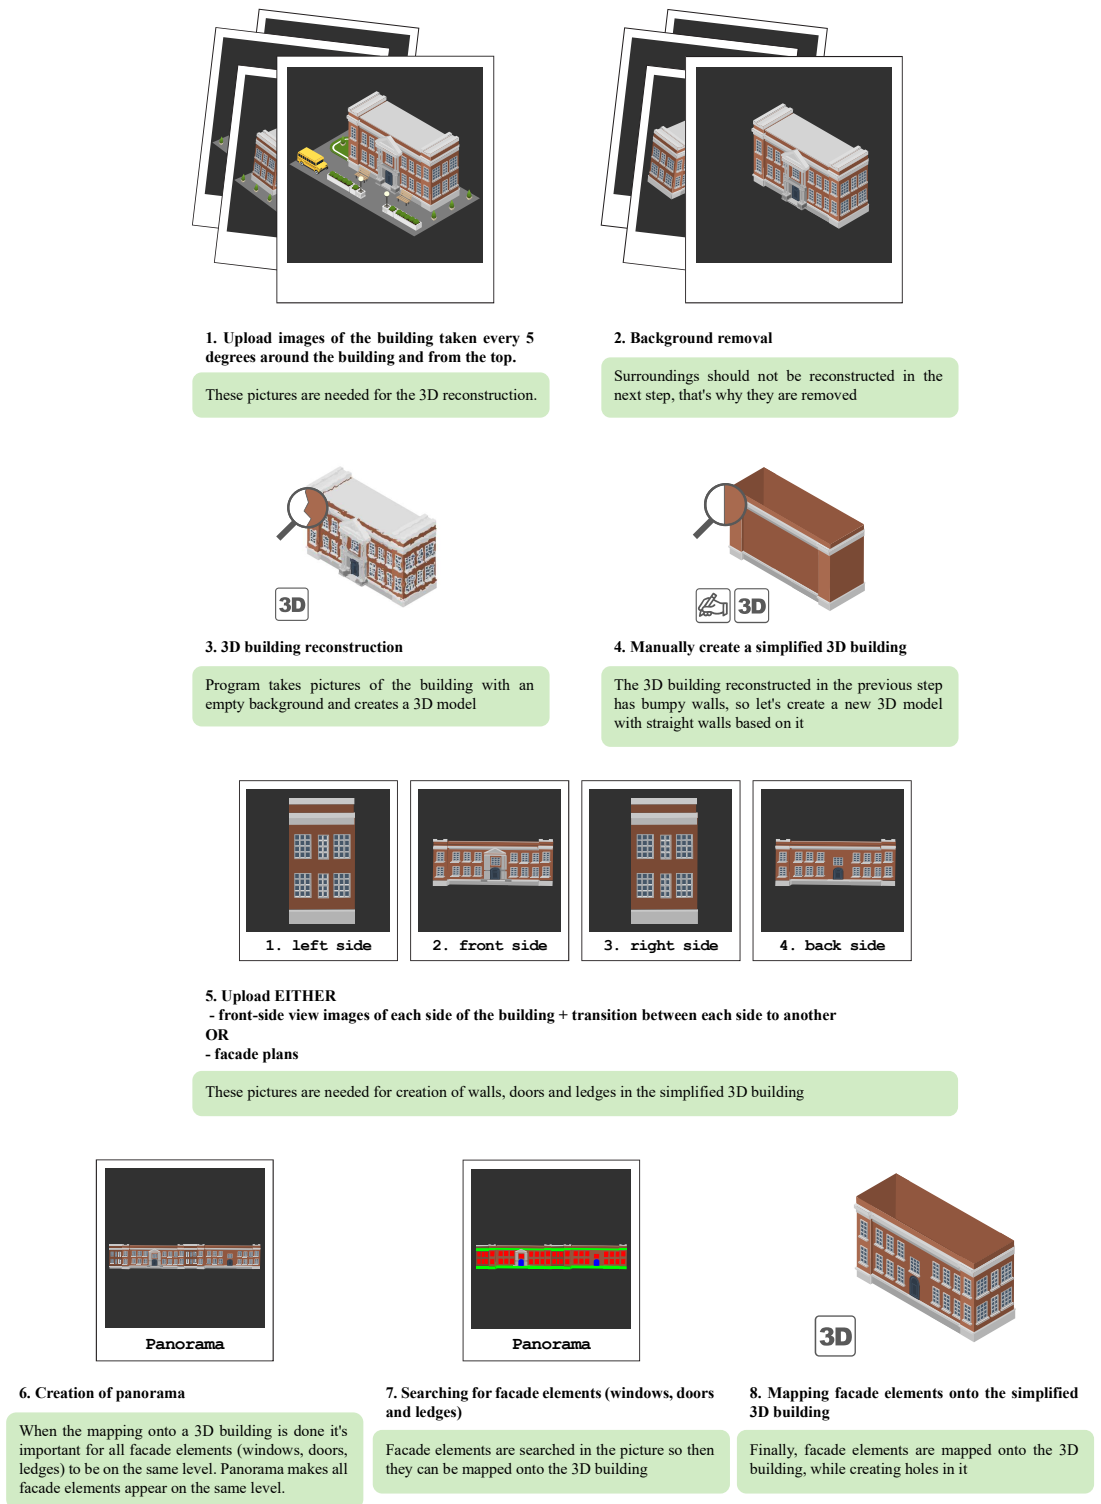 1. Upload images of the building taken every 5
degrees around the building and from the top.
These pictures are needed for the 3D reconstruction.
2. Background removal
Surroundings should not be reconstructed in the
next step, that's why they are removed
3D
3. 3D building reconstruction
Program takes pictures of the building with an
empty background and creates a 3D model
3D
4. Manually create a simplified 3D building
The 3D building reconstructed in the previous step
has bumpy walls, so let's create a new 3D model
with straight walls based on it
1. left side
2. front side
3. right side
4. back side
5. Upload EITHER
- front-side view images of each side of the building + transition between each side to another
OR
- facade plans
These pictures are needed for creation of walls, doors and ledges in the simplified 3D building
Panorama
6. Creation of panorama
When the mapping onto a 3D building is done it's
important for all facade elements (windows, doors,
ledges) to be on the same level. Panorama makes all
facade elements appear on the same level.
Panorama
7. Searching for facade elements (windows, doors
and ledges)
Facade elements are searched in the picture so then
they can be mapped onto the 3D building
3D
8. Mapping facade elements onto the simplified
3D building
Finally, facade elements are mapped onto the 3D
building, while creating holes in it